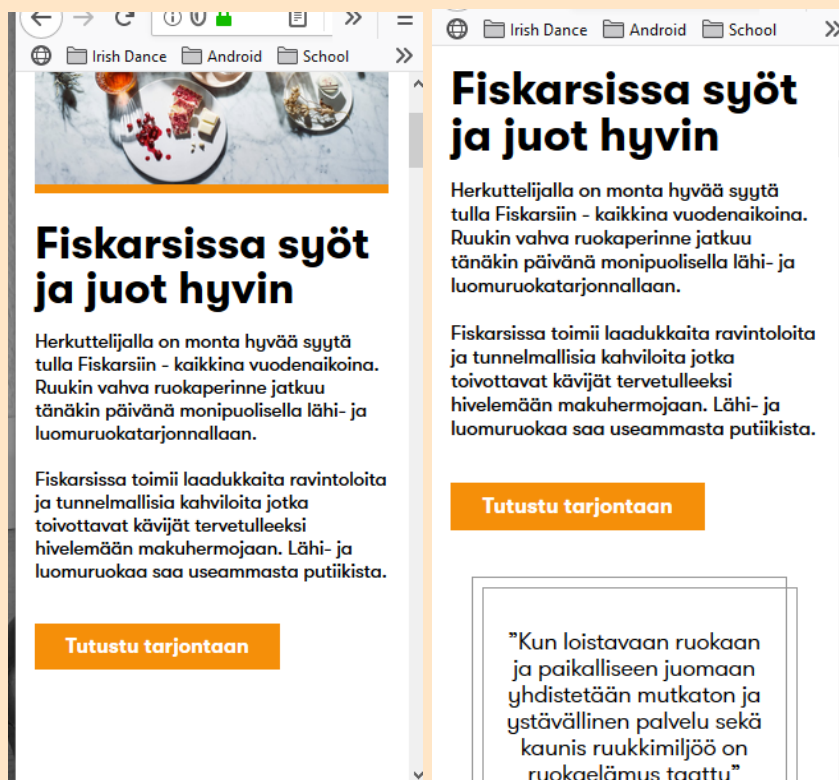 Irish Dance Android School
Fiskarsissa syöt
ja juot hyvin
Herkuttelijalla on monta hyvää syytä
tulla Fiskarsiin - kaikkina vuodenaikoina.
Ruukin vahva ruokaperinne jatkuu
tänäkin päivänä monipuolisella lähi- ja
luomuruokatarjonnallaan.
Fiskarsissa toimii laadukkaita ravintoloita
ja tunnelmallisia kahviloita jotka
toivottavat kävijät tervetulleeksi
hivelemään makuhermojaan. Lähi- ja
luomuruokaa saa useammasta putiikista.
Tutustu tarjontaan
Irish Dance Android School
Fiskarsissa syöt
ja juot hyvin
Herkuttelijalla on monta hyvää syytä
tulla Fiskarsiin - kaikkina vuodenaikoina.
Ruukin vahva ruokaperinne jatkuu
tänäkin päivänä monipuolisella lähi- ja
luomuruokatarjonnallaan.
Fiskarsissa toimii laadukkaita ravintoloita
ja tunnelmallisia kahviloita jotka
toivottavat kävijät tervetulleeksi
hivelemään makuhermojaan. Lähi- ja
luomuruokaa saa useammasta putiikista.
Tutustu tarjontaan
”Kun loistavaan ruokaan
ja paikalliseen juomaan
yhdistetään mutkaton ja
ystävällinen palvelu sekä
kaunis ruukkimiljöö on
ruokaelämys taattu”